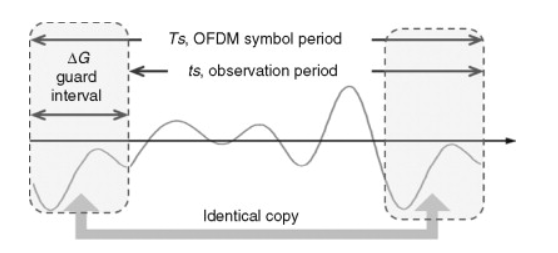 Ts, OFDM symbol period
ΔG
guard
interval
ts, observation period
Identical copy